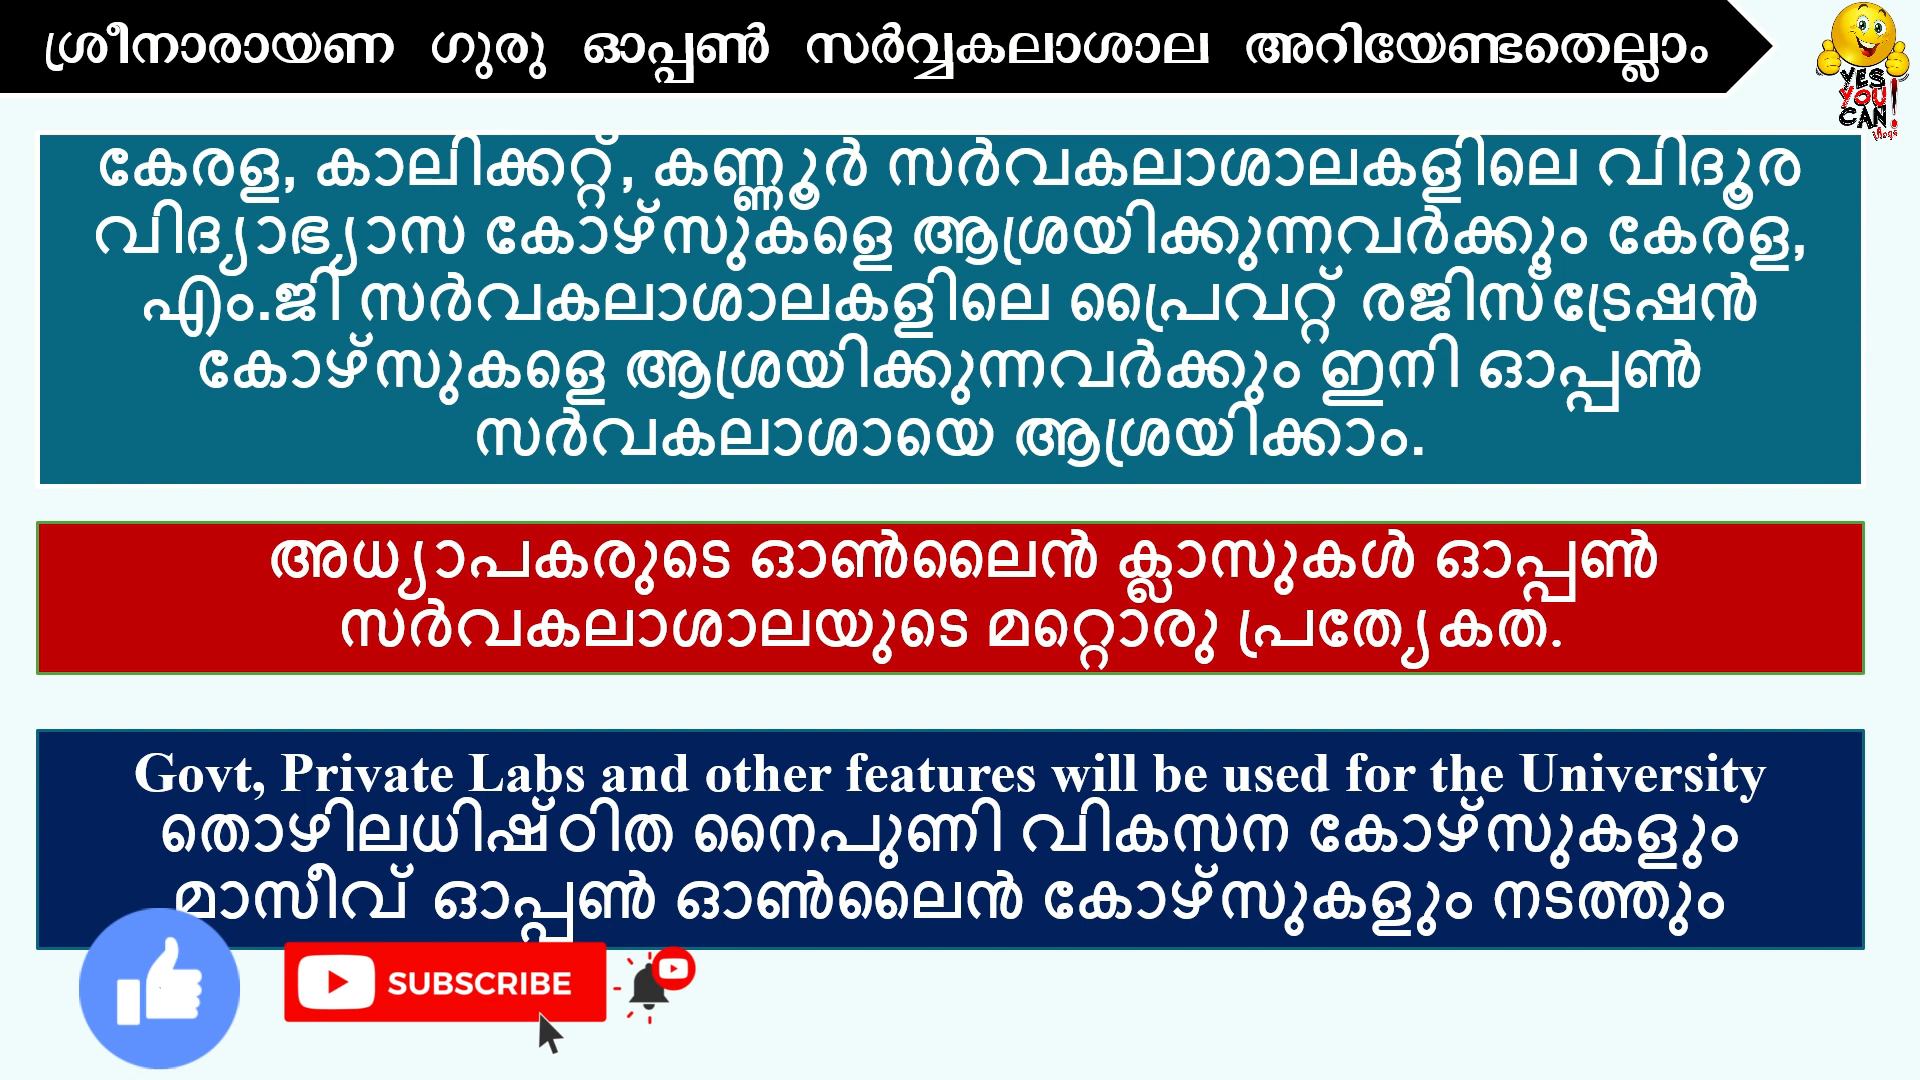 ശ്രീനാരായണ ഗുരു ഓപ്പൺ സർവ്വകലാശാല അറിയേണ്ടതെല്ലാം
YES
YOU
CAN!
Vlogs
കേരള, കാലിക്കറ്റ്, കണ്ണൂർ സർവകലാശാലകളിലെ വിദൂര
വിദ്യാഭ്യാസ കോഴ്സുകളെ ആശ്രയിക്കുന്നവർക്കും കേരള,
എം.ജി സർവകലാശാലകളിലെ പ്രൈവറ്റ് രജിസ്ട്രേഷൻ
കോഴ്സുകളെ ആശ്രയിക്കുന്നവർക്കും ഇനി ഓപ്പൺ
സർവകലാശായെ ആശ്രയിക്കാം.
അധ്യാപകരുടെ ഓൺലൈൻ ക്ലാസുകൾ ഓപ്പൺ
സർവകലാശാലയുടെ മറ്റൊരു പ്രത്യേകത.
Govt, Private Labs and other features will be used for the University
തൊഴിലധിഷ്ഠിത നൈപുണി വികസന കോഴ്സുകളും
മാസീവ് ഓപ്പൺ ഓൺലൈൻ കോഴ്സുകളും നടത്തും
SUBSCRIBE